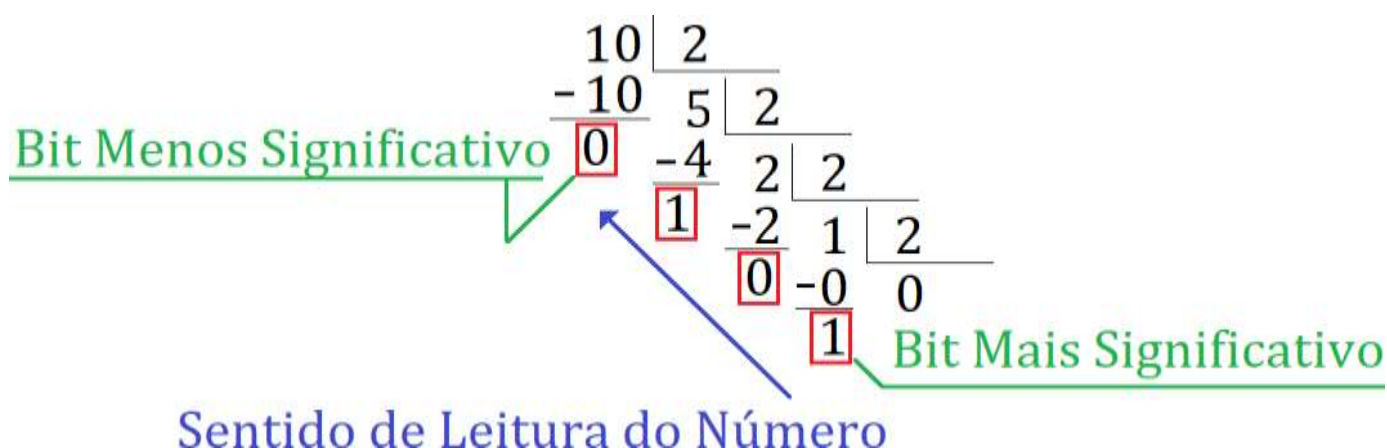 10 2
-10 5 2
Bit Menos Significativo 0 -4 2 2
1 -2 1 2
0 -0 0
1 Bit Mais Significativo
Sentido de Leitura do Número